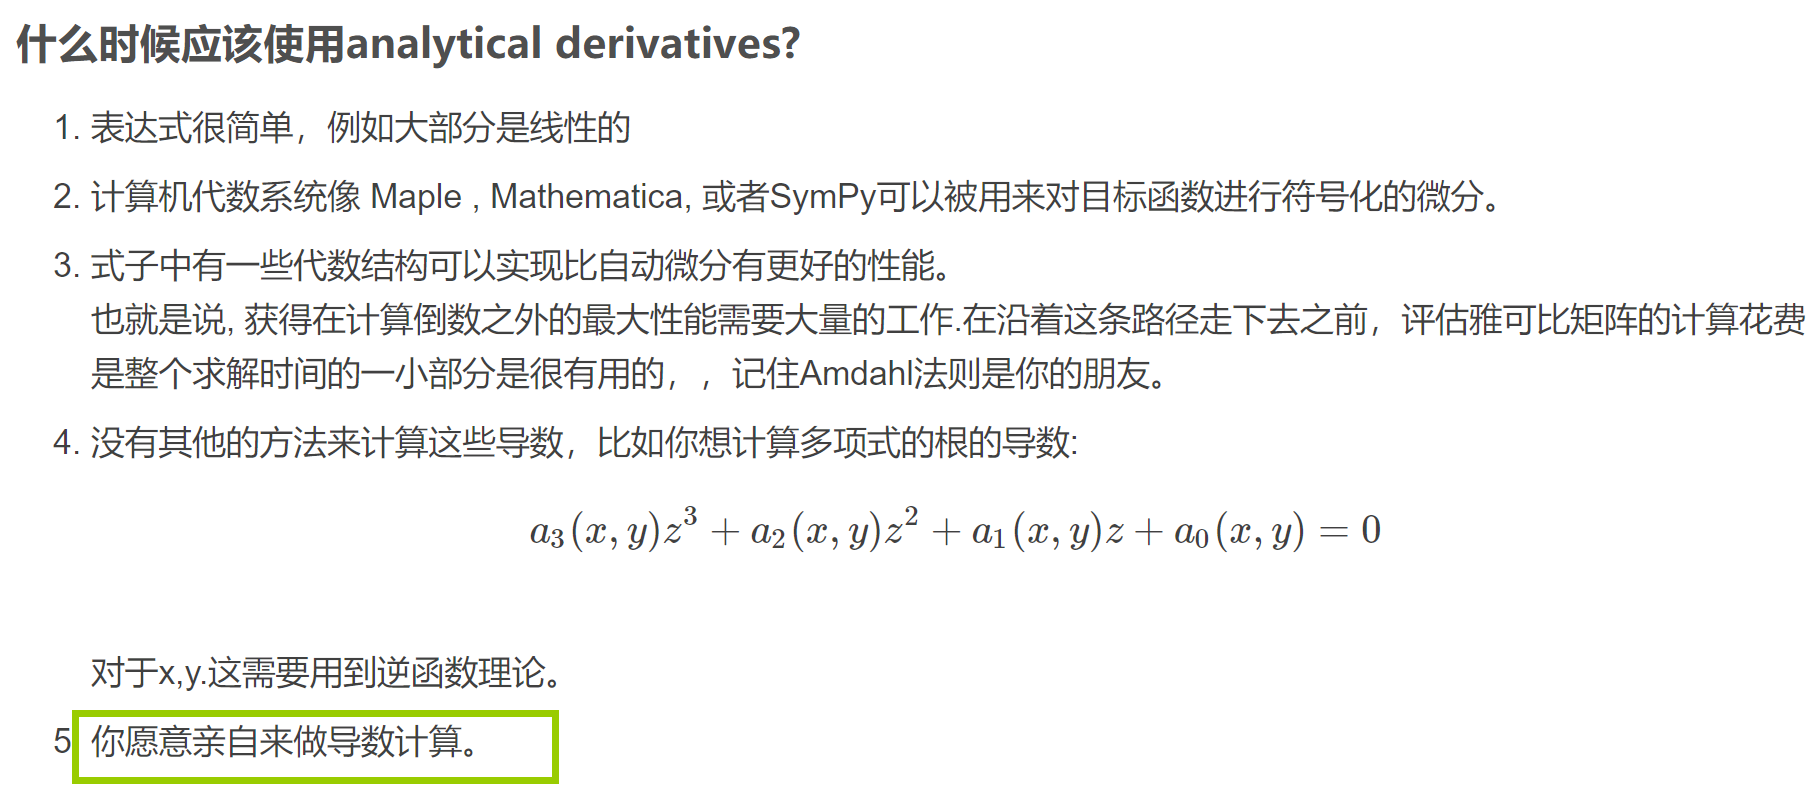 什么时候应该使用analytical derivatives?
1. 表达式很简单，例如大部分是线性的
2. 计算机代数系统像 Maple , Mathematica, 或者SymPy可以被用来对目标函数进行符号化的微分。
3. 式子中有一些代数结构可以实现比自动微分有更好的性能。
也就是说, 获得在计算倒数之外的最大性能需要大量的工作.在沿着这条路径走下去之前，评估雅可比矩阵的计算花费
是整个求解时间的一小部分是很有用的，，记住Amdahl法则是你的朋友。
4. 没有其他的方法来计算这些导数，比如你想计算多项式的根的导数:
a₃(x, y)z³ + a₂(x, y)z² + a₁(x, y)z + a₀(x, y) = 0
对于x,y.这需要用到逆函数理论。
5 你愿意亲自来做导数计算。